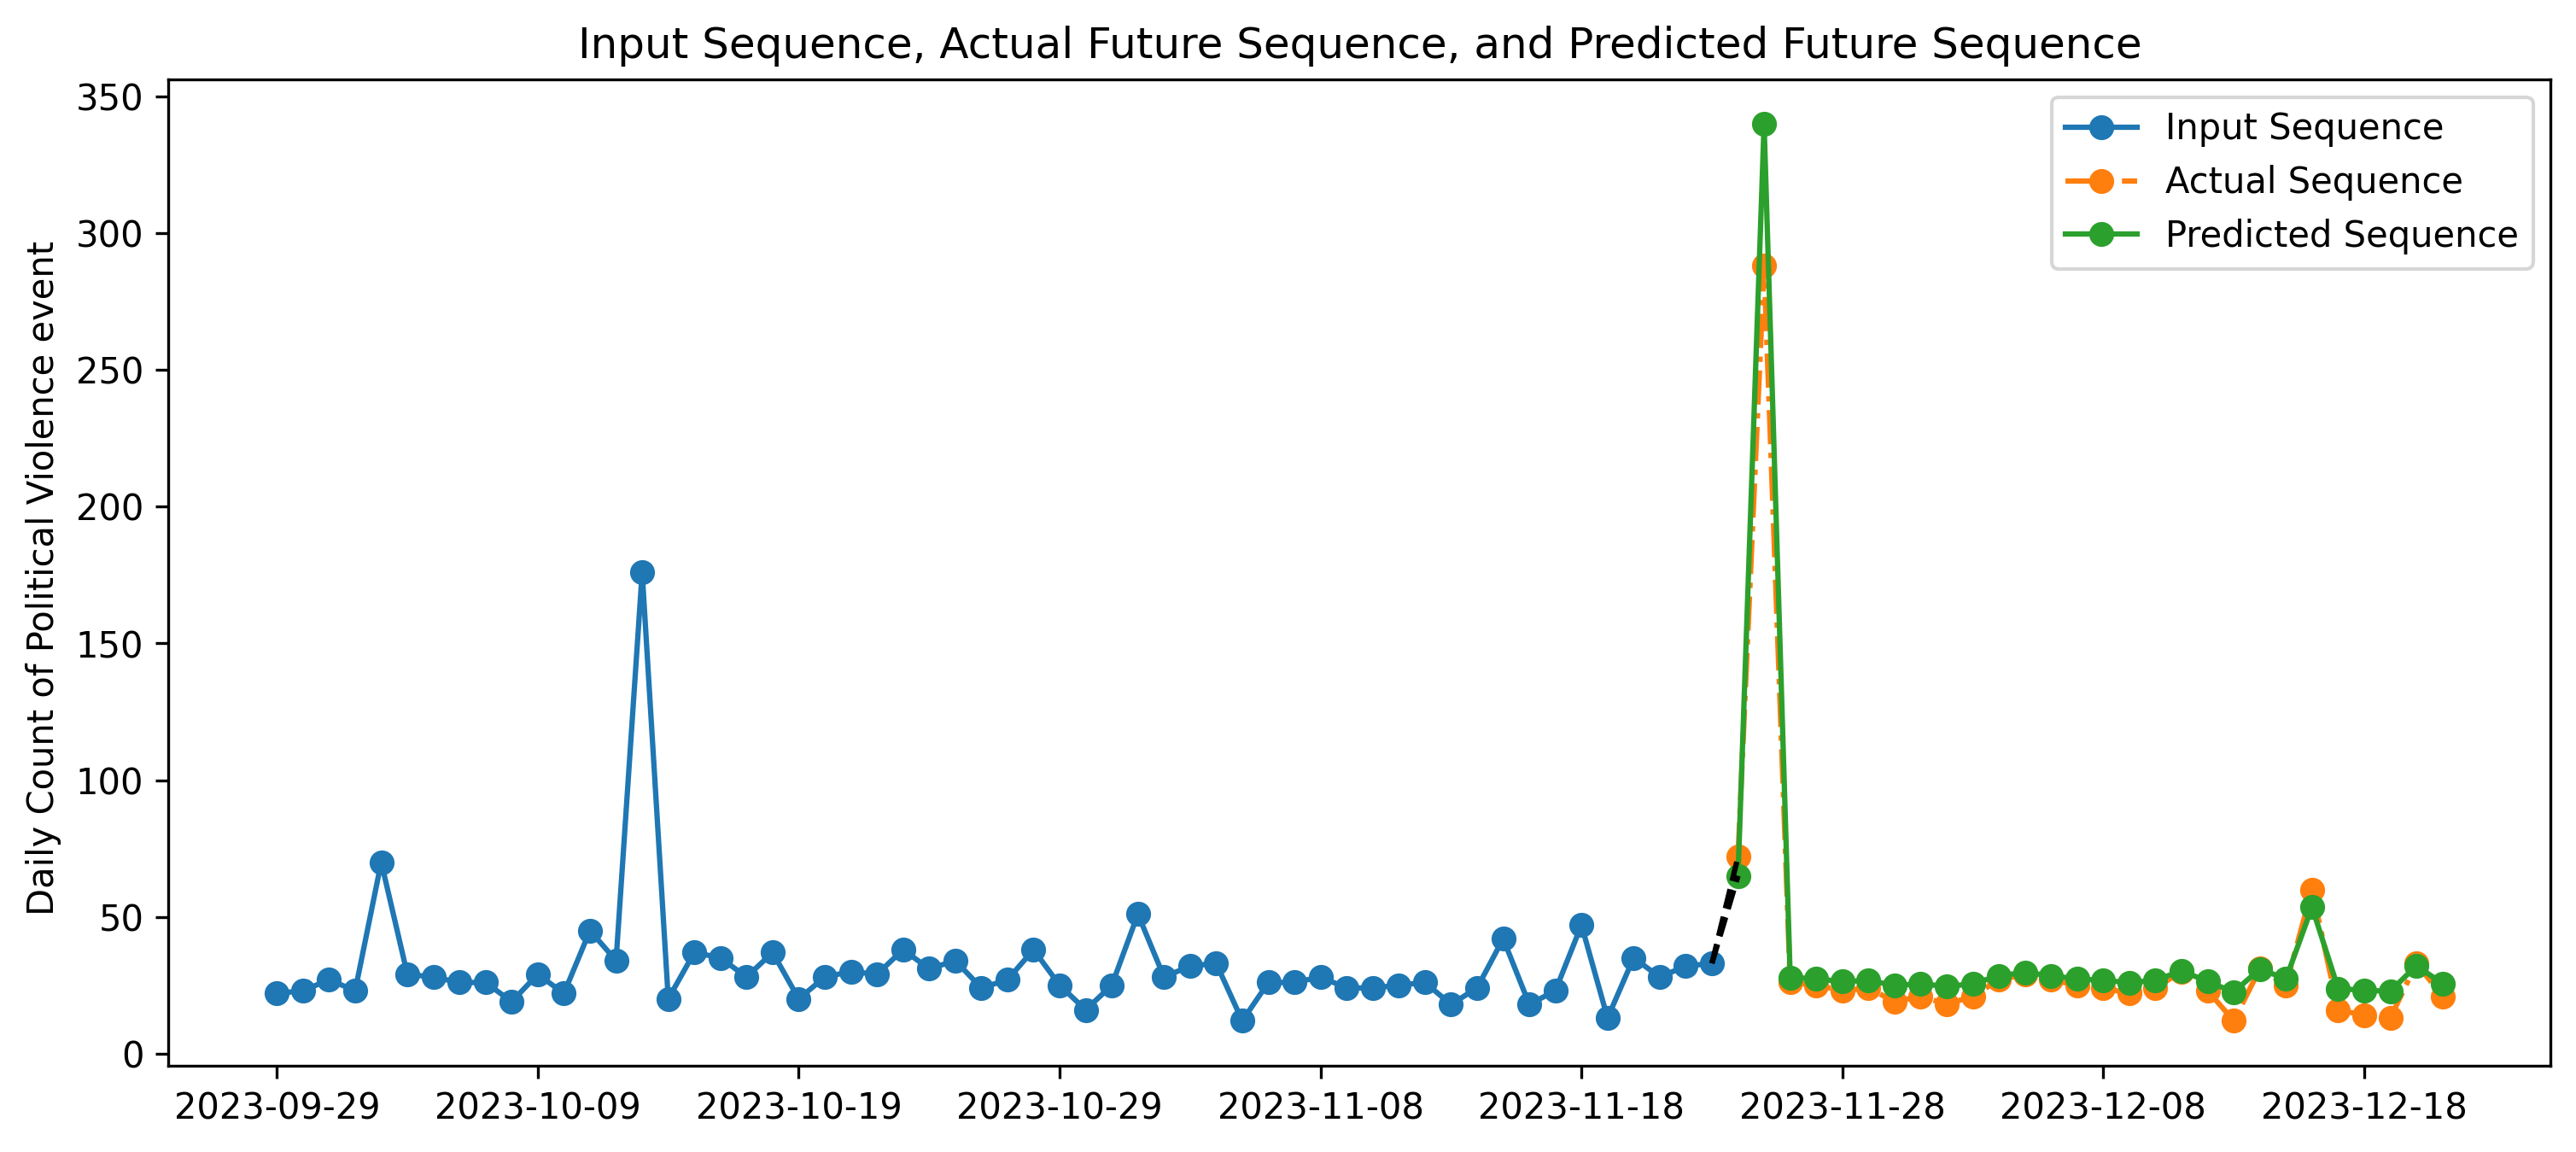 Input Sequence, Actual Future Sequence, and Predicted Future Sequence
Daily Count of Political Violence event
350
300
250
200
150
100
50
0
Input Sequence
Actual Sequence
Predicted Sequence
2023-09-29 2023-10-09 2023-10-19 2023-10-29 2023-11-08 2023-11-18 2023-11-28 2023-12-08 2023-12-18